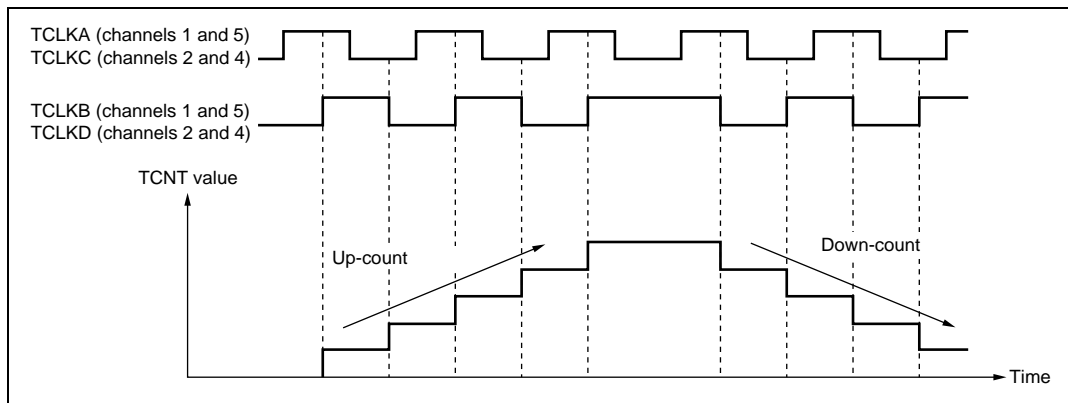 TCLKA (channels 1 and 5)
TCLKC (channels 2 and 4)
TCLKB (channels 1 and 5)
TCLKD (channels 2 and 4)
TCNT value
Up-count
Down-count
Time